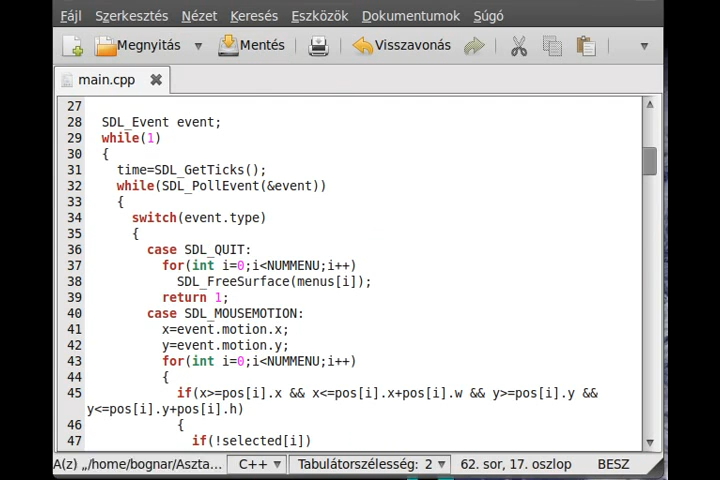 Fájl Szerkesztés Nézet Keresés Eszközök Dokumentumok Súgó
Megnyitás Mentés Visszavonás
main.cpp
27
28 SDL_Event event;
29 while(1)
30 {
31 time=SDL_GetTicks();
32 while(SDL_PollEvent(&event))
33 {
34 switch(event.type)
35 {
36 case SDL_QUIT:
37 for(int i=0;i<NUMMENU;i++)
38 SDL_FreeSurface(menus[i]);
39 return 1;
40 case SDL_MOUSEMOTION:
41 x=event.motion.x;
42 y=event.motion.y;
43 for(int i=0;i<NUMMENU;i++)
44 {
45 if(x>=pos[i].x && x<=pos[i].x+pos[i].w && y>=pos[i].y &&
y<=pos[i].y+pos[i].h)
46 {
47 if(!selected[i])
A(z) „/home/bognar/Aszta... C++ Tabulátorszélesség: 2 62. sor, 17. oszlop BESZ